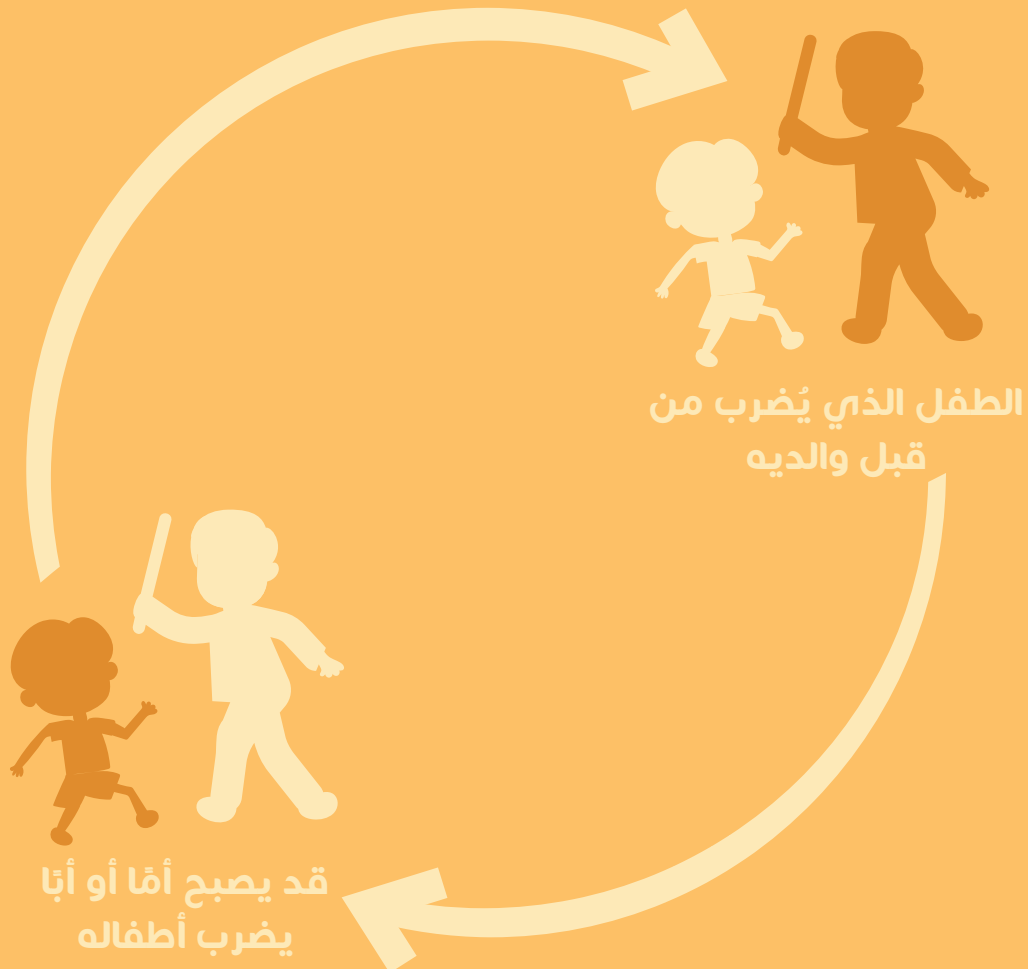 الطفل الذي يُضرب من
قبل والديه
قد يصبح أمًا أو أبًا
يضرب أطفاله